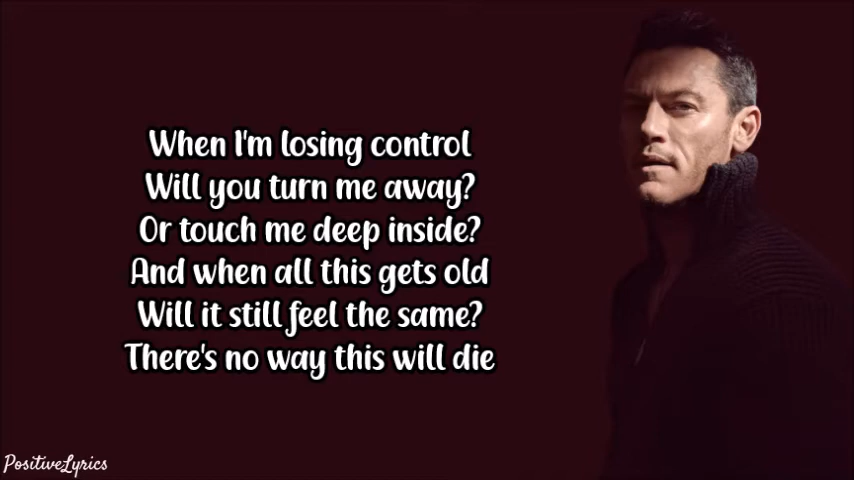 When I'm losing control
Will you turn me away?
Or touch me deep inside?
And when all this gets old
Will it still feel the same?
There's no way this will die
PositiveLyrics